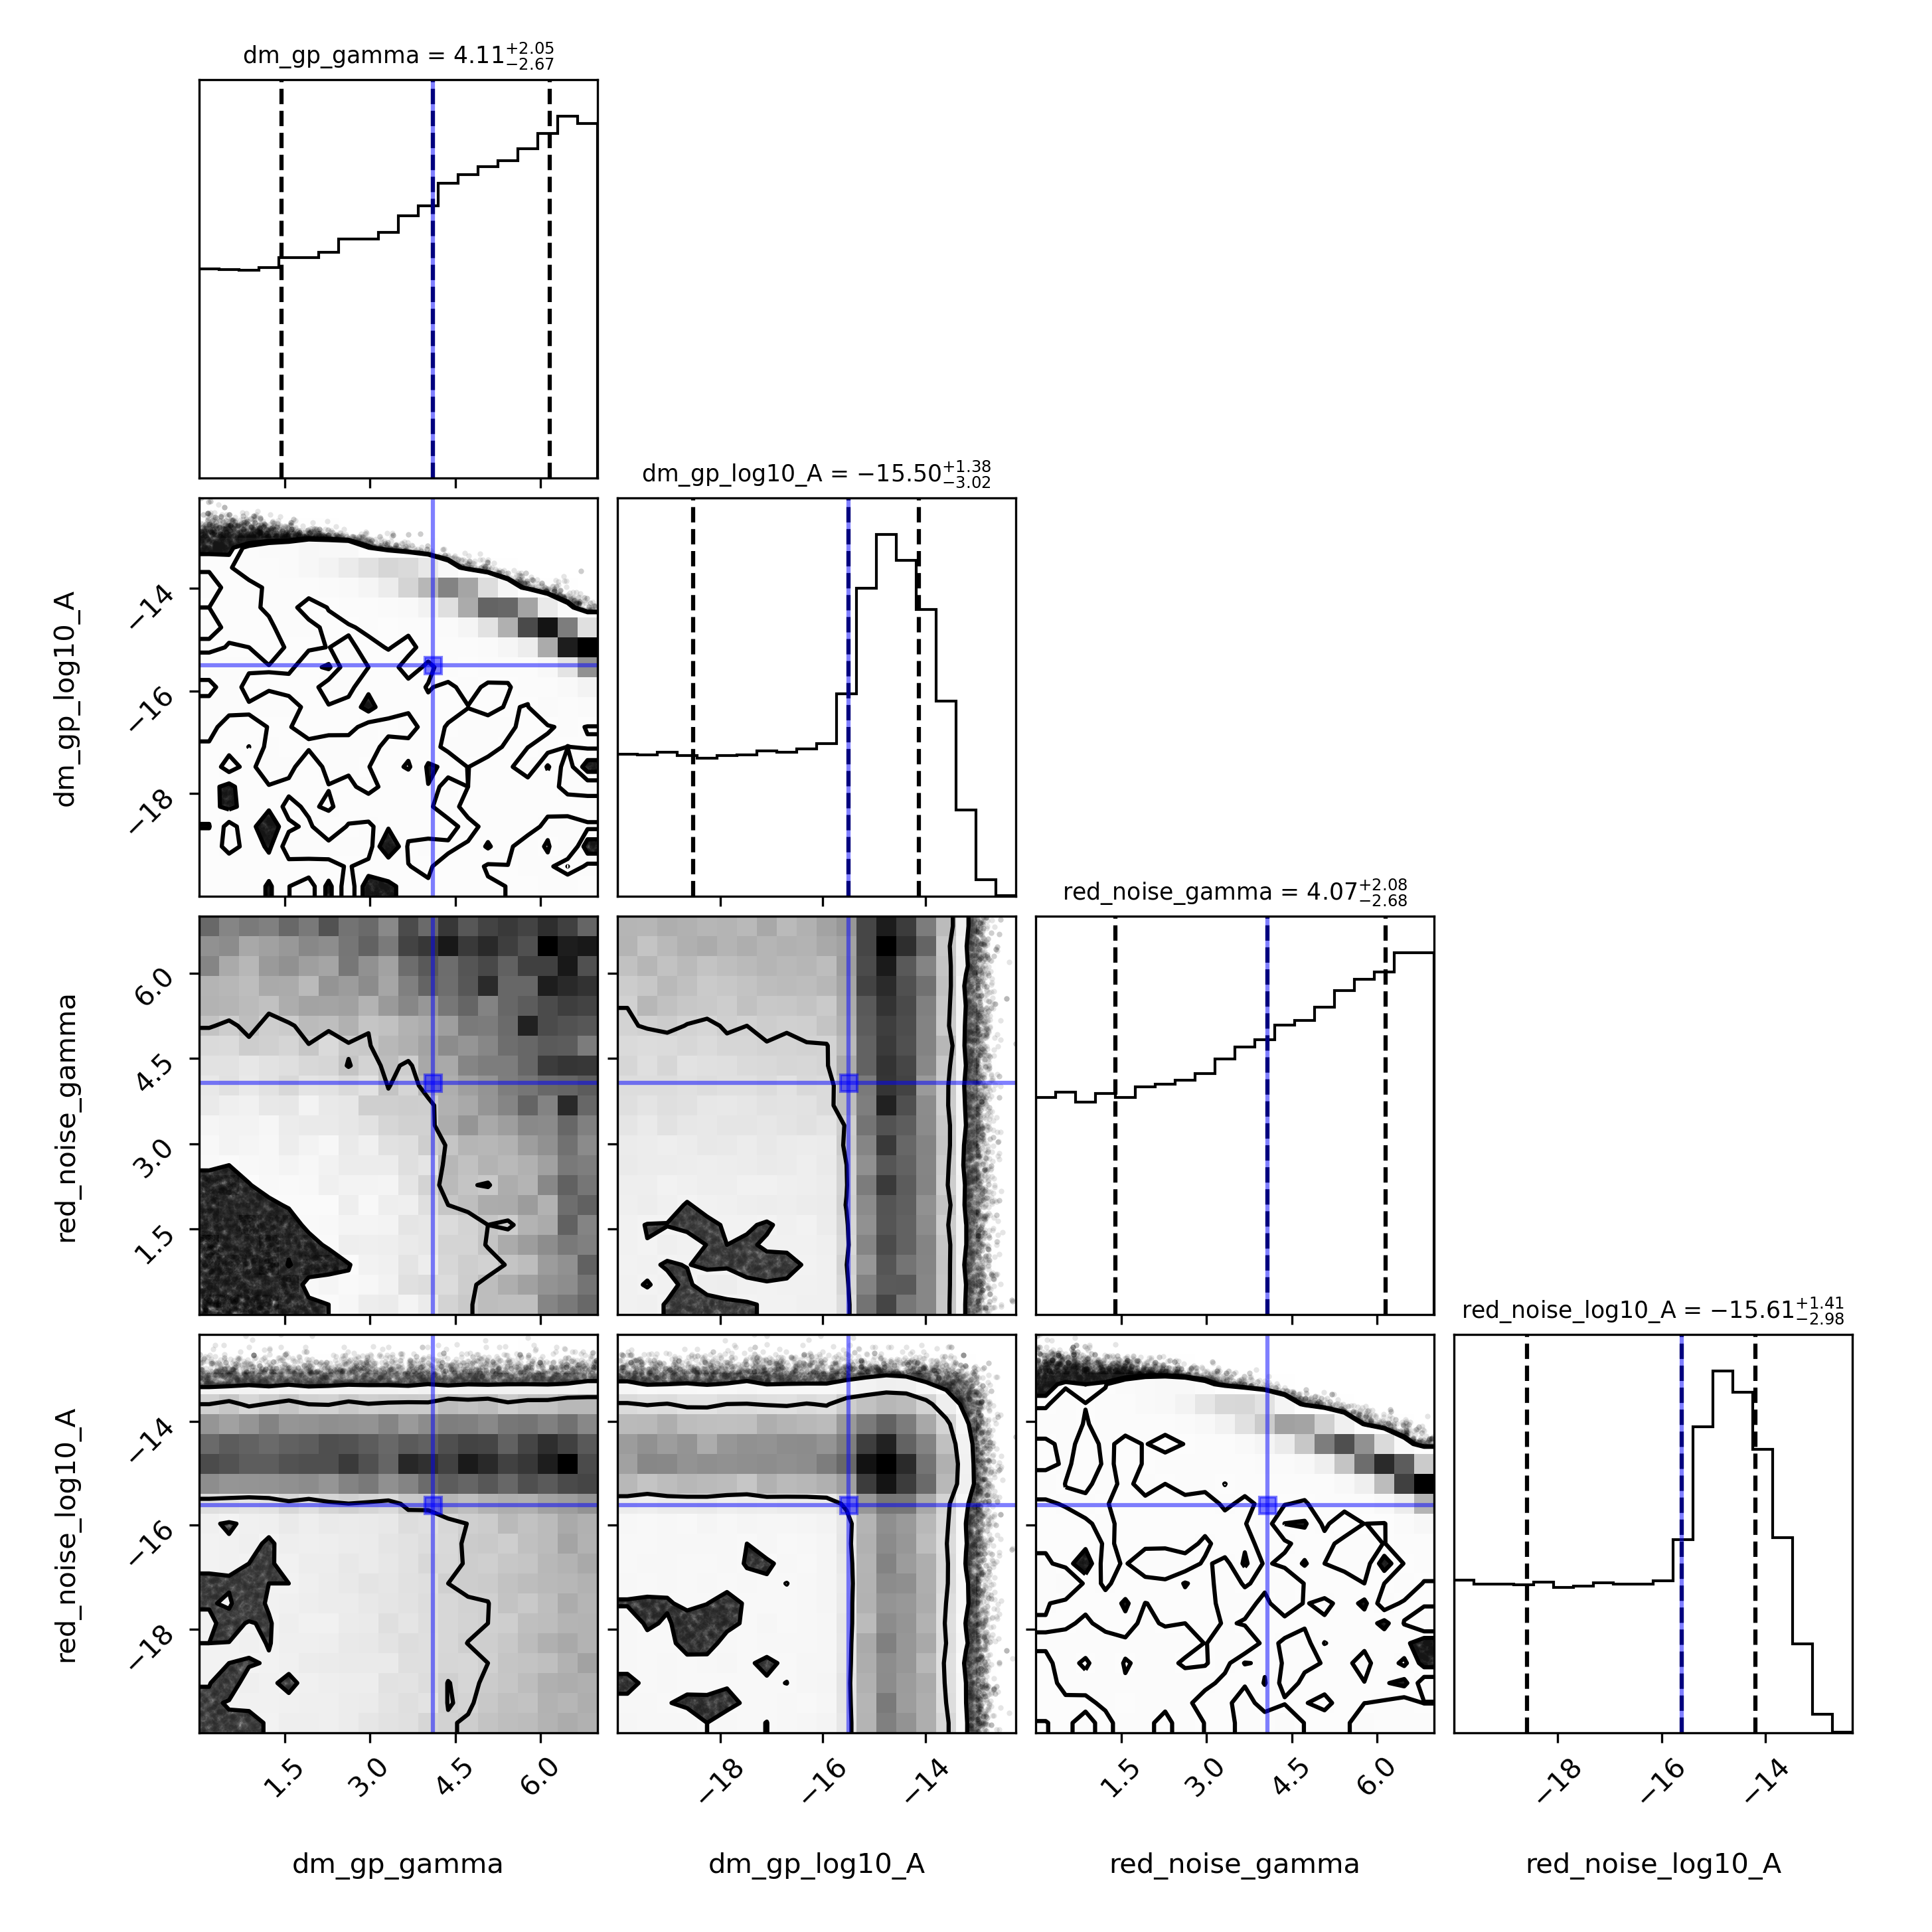 dm_gp_gamma = 4.11+2.05−2.67
dm_gp_log10_A = −15.50+1.38−3.02
dm_gp_log10_A
−14
−16
−18
red_noise_gamma = 4.07+2.08−2.68
red_noise_gamma
6.0
4.5
3.0
1.5
red_noise_log10_A = −15.61+1.41−2.98
red_noise_log10_A
−14
−16
−18
1.5 3.0 4.5 6.0 −18 −16 −14 1.5 3.0 4.5 6.0 −18 −16 −14
dm_gp_gamma dm_gp_log10_A red_noise_gamma red_noise_log10_A